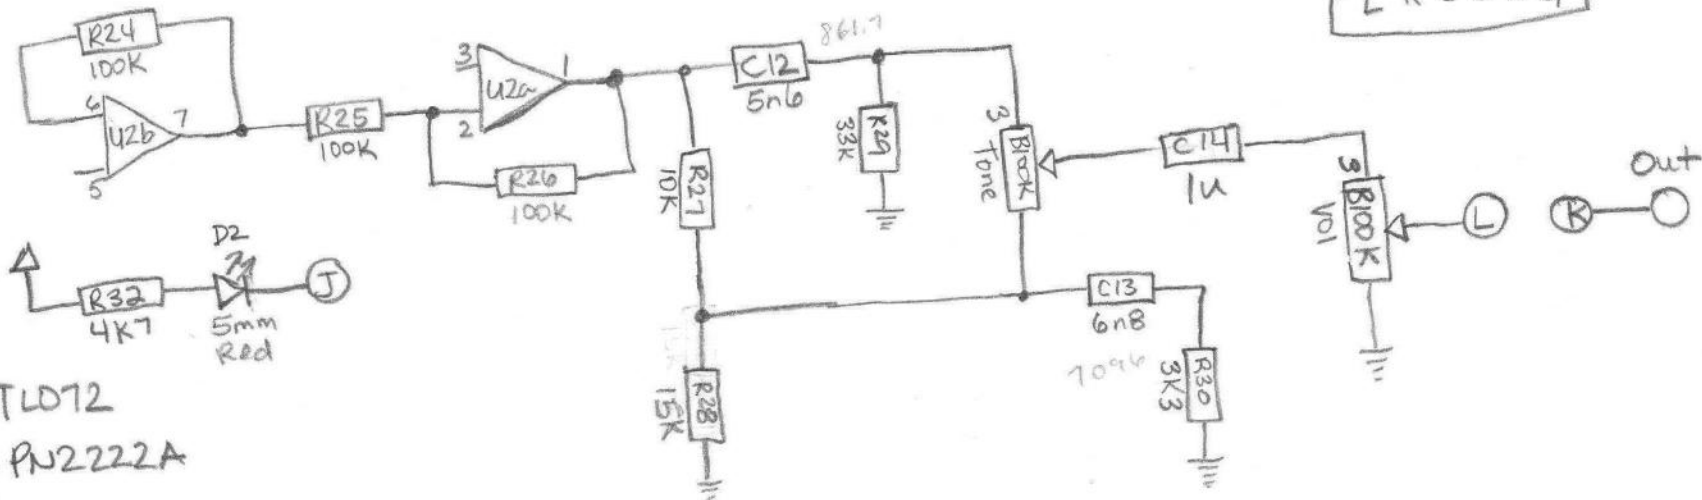 R24
100K
6
U2b
7
5
R25
100K
3
U2a
1
2
R26
100K
C12
5n6
861.7
R27
10K
R29
33K
3
B100K
Tone
C14
1u
3
B100K
Vol
L
K
Out
R32
4K7
D2
5mm
Red
J
C13
6n8
7096
R30
3K3
R28
15K
TL072
PN2222A